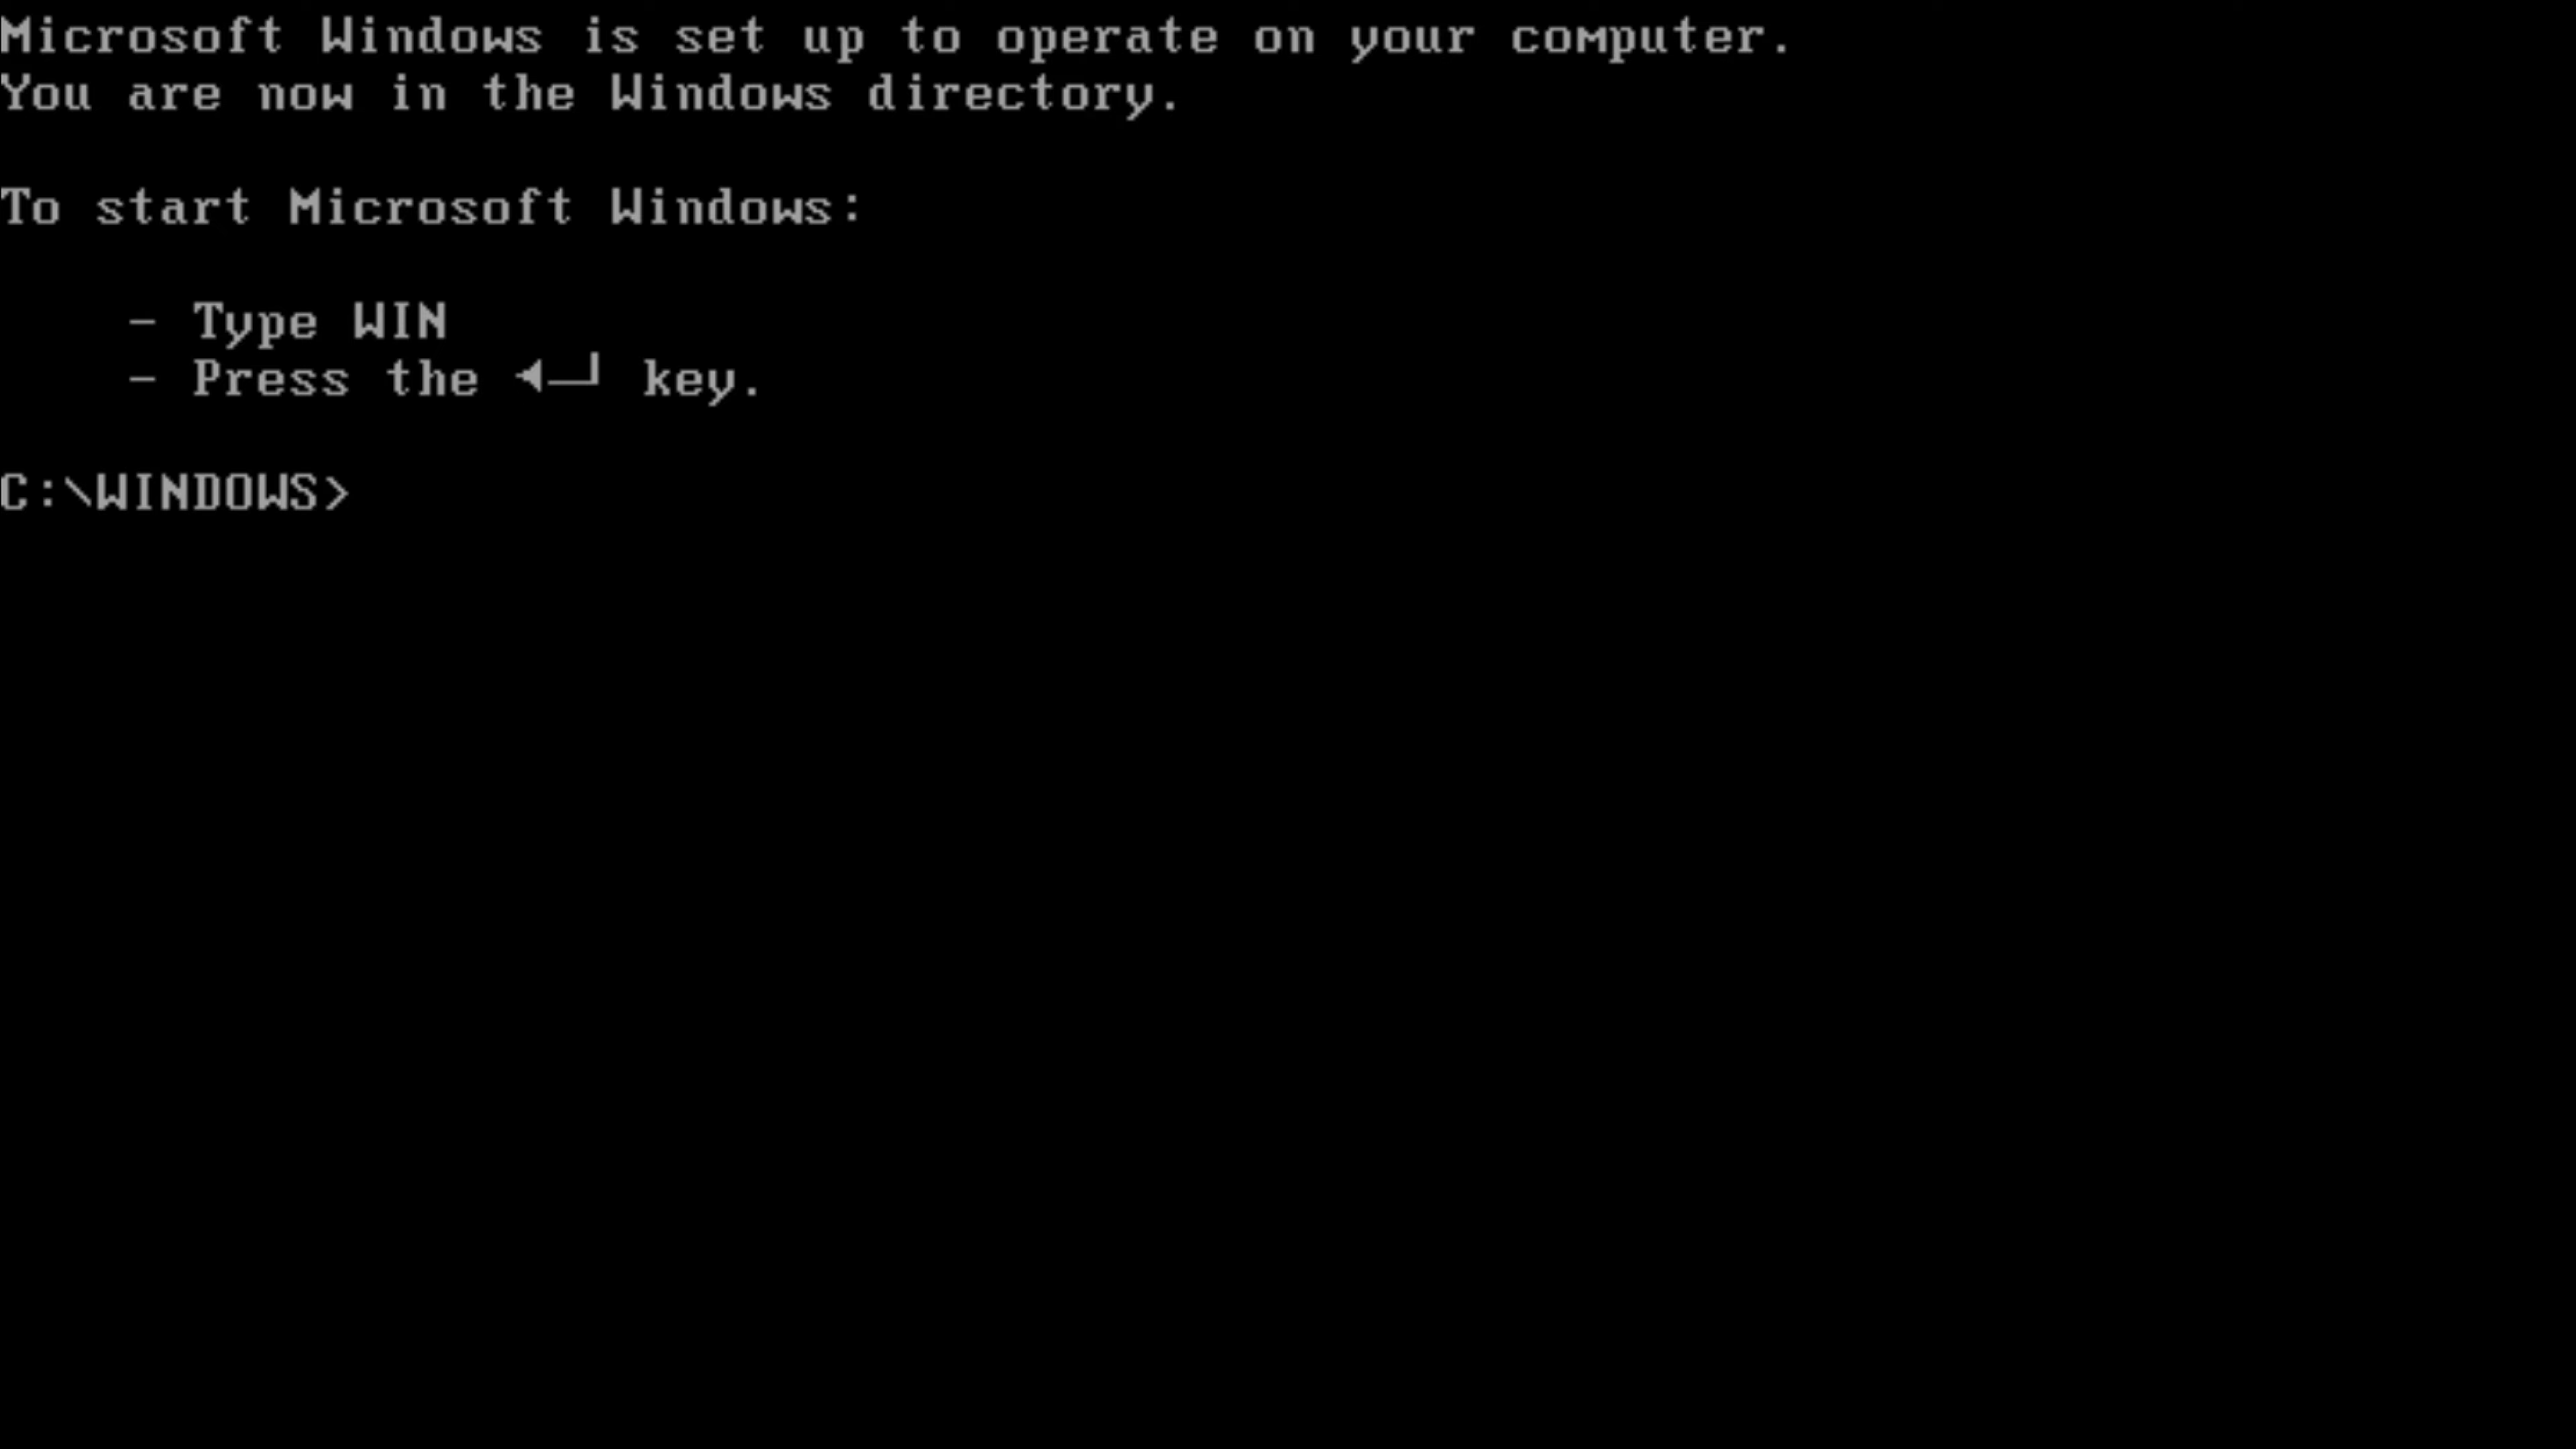 Microsoft Windows is set up to operate on your computer.
You are now in the Windows directory.
To start Microsoft Windows:
- Type WIN
- Press the ◄─┘ key.
C:\WINDOWS>